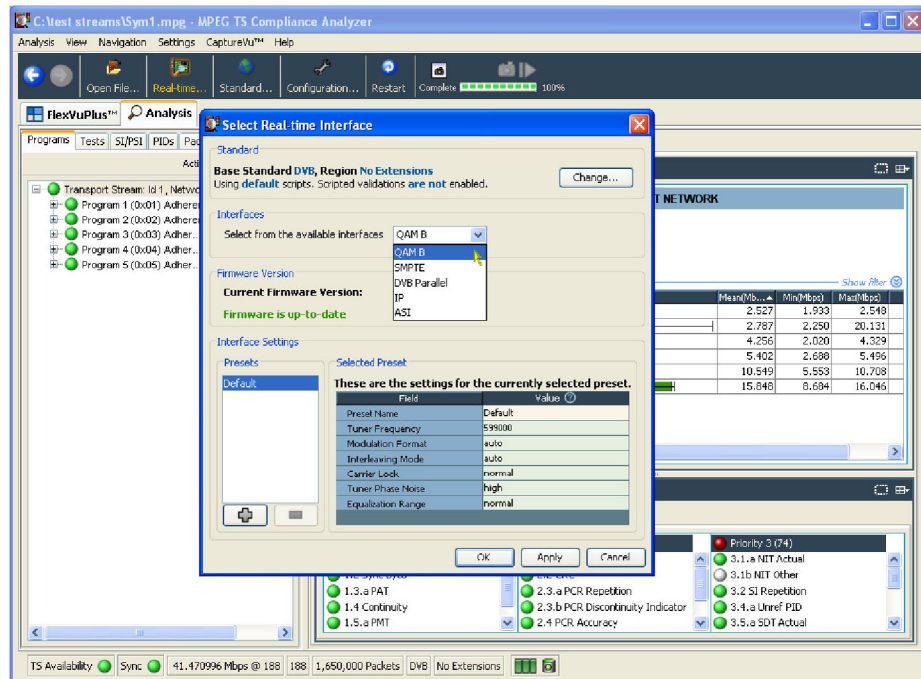 C:\test streams\Sym1.mpg - MPEG TS Compliance Analyzer
Analysis View Navigation Settings CaptureVu™ Help
Open File... Real-time... Standard... Configuration... Restart Complete 100%
FlexVuPlus™ Analysis
Programs Tests SI/PSI PIDs Pac
Acti
Transport Stream: Id 1, Netwo
Program 1 (0x01) Adhere
Program 2 (0x02) Adhere
Program 3 (0x03) Adher...
Program 4 (0x04) Adher...
Program 5 (0x05) Adher...
Select Real-time Interface
Standard
Base Standard DVB, Region No Extensions
Using default scripts. Scripted validations are not enabled.
Change...
Interfaces
Select from the available interfaces QAM B
QAM B
SMPTE
DVB Parallel
IP
ASI
Firmware Version
Current Firmware Version:
Firmware is up-to-date
Interface Settings
Presets
Default
Selected Preset
These are the settings for the currently selected preset.
Field Value
Preset Name Default
Tuner Frequency 599000
Modulation Format auto
Interleaving Mode auto
Carrier Lock normal
Tuner Phase Noise high
Equalization Range normal
OK Apply Cancel
T NETWORK
Show filter
Mean(Mb... Min(Mbps) Max(Mbps)
2.527 1.933 2.548
2.787 2.250 20.131
4.256 2.020 4.329
5.402 2.688 5.496
10.549 5.553 10.708
15.848 8.684 16.046
1.3.a PAT
1.4 Continuity
1.5.a PMT
2.3.a PCR Repetition
2.3.b PCR Discontinuity Indicator
2.4 PCR Accuracy
Priority 3 (74)
3.1.a NIT Actual
3.1b NIT Other
3.2 SI Repetition
3.4.a Unref PID
3.5.a SDT Actual
TS Availability Sync 41.470996 Mbps @ 188 188 1,650,000 Packets DVB No Extensions